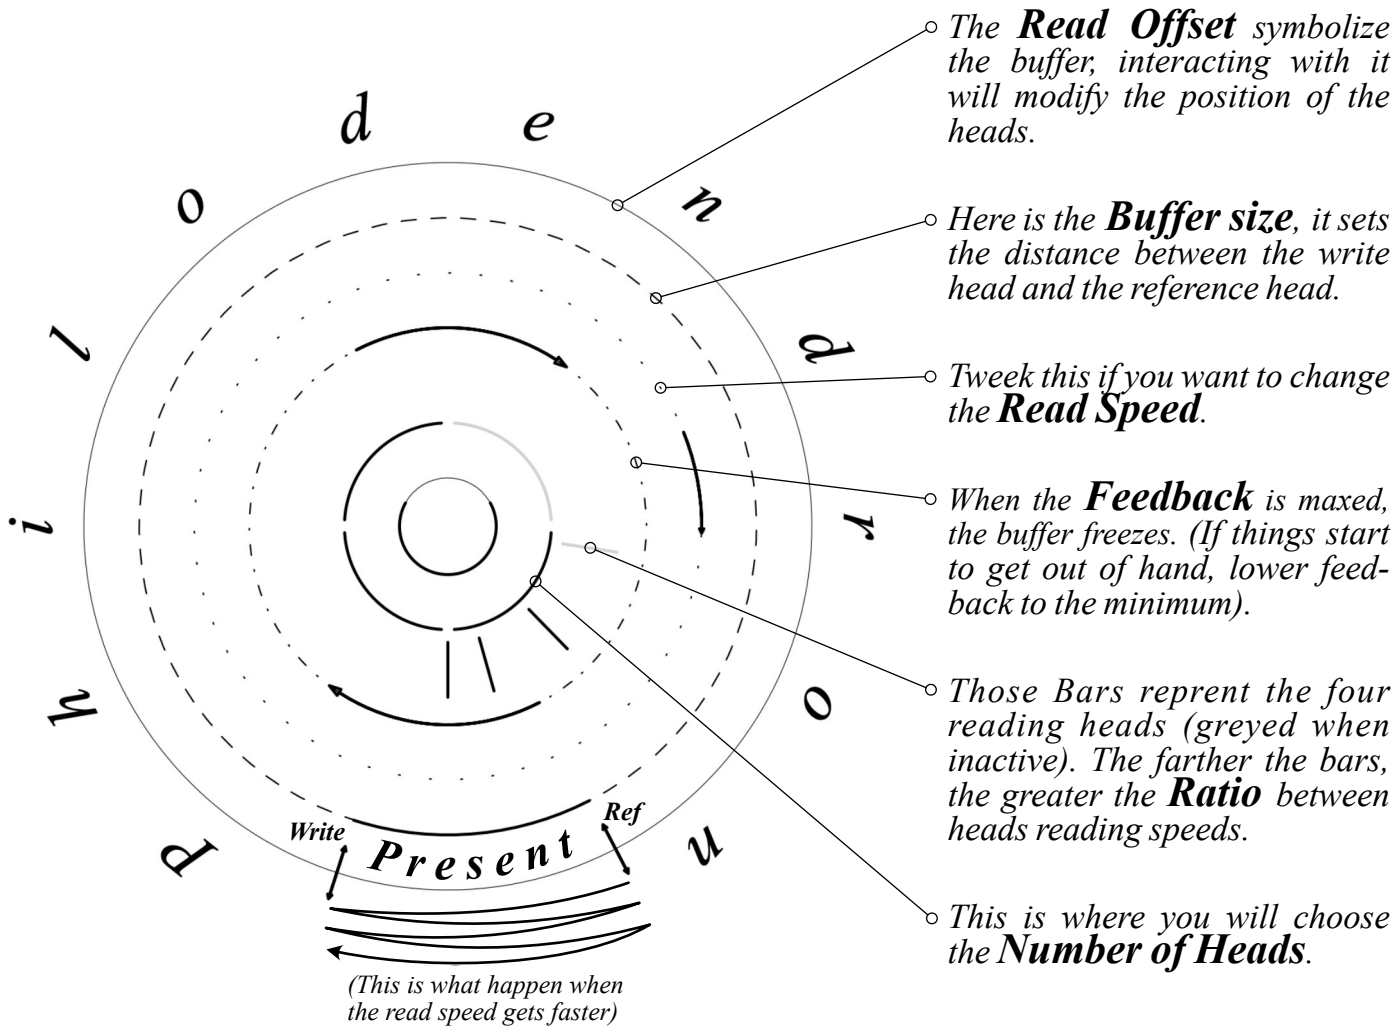 philodendron
The Read Offset symbolize
the buffer, interacting with it
will modify the position of the
heads.
Here is the Buffer size, it sets
the distance between the write
head and the reference head.
Tweek this if you want to change
the Read Speed.
When the Feedback is maxed,
the buffer freezes. (If things start
to get out of hand, lower feed-
back to the minimum).
Those Bars reprent the four
reading heads (greyed when
inactive). The farther the bars,
the greater the Ratio between
heads reading speeds.
This is where you will choose
the Number of Heads.
Write
Present
Ref
(This is what happen when
the read speed gets faster)